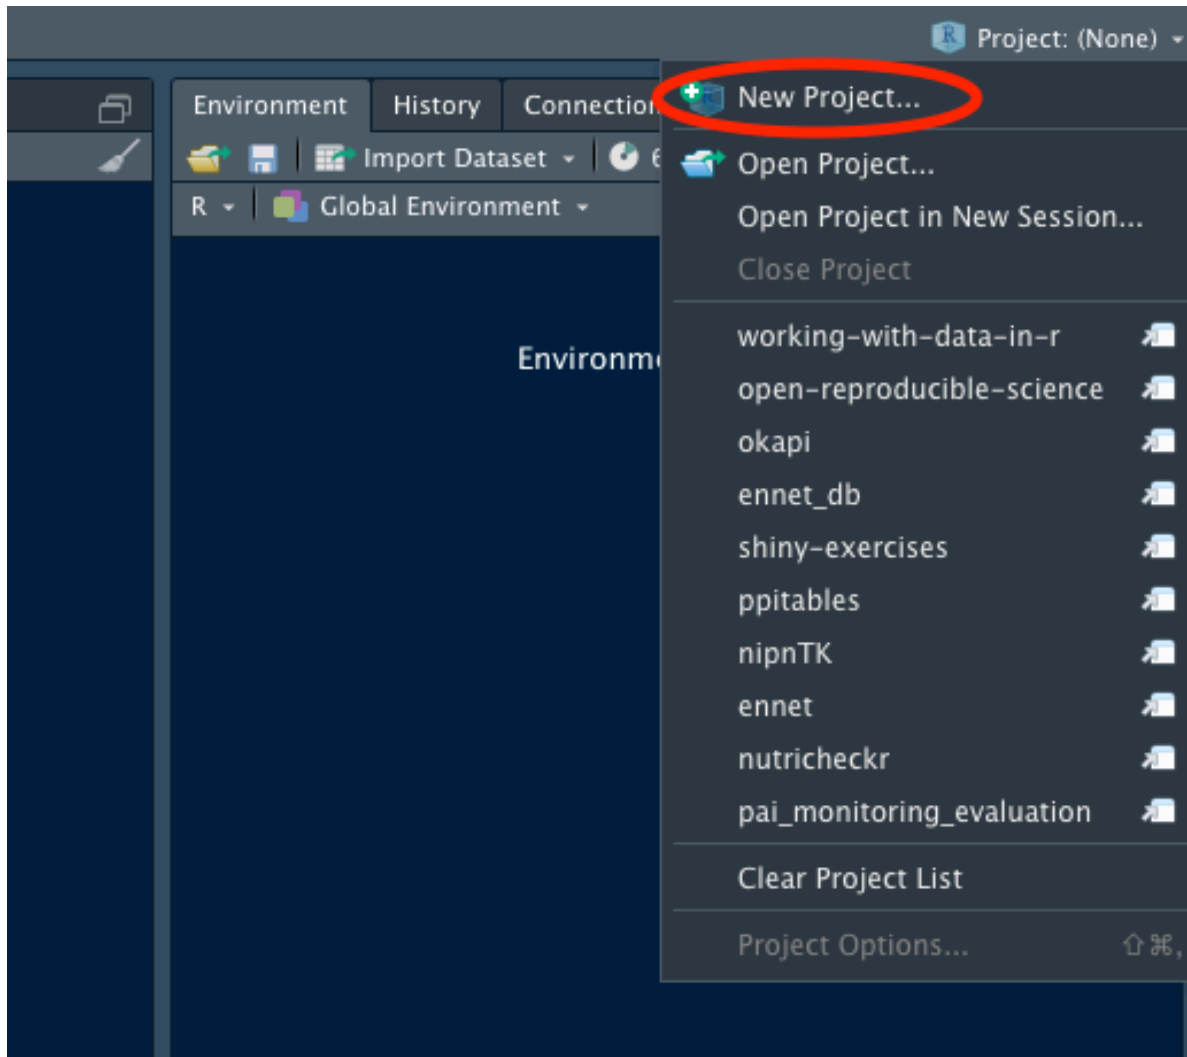 Project: (None)
Environment History Connection
New Project...
Import Dataset
Open Project...
R Global Environment
Open Project in New Session...
Close Project
working-with-data-in-r
Environm
open-reproducible-science
okapi
ennet_db
shiny-exercises
ppitables
nipnTK
ennet
nutricheckr
pai_monitoring_evaluation
Clear Project List
Project Options... ⇧⌘,